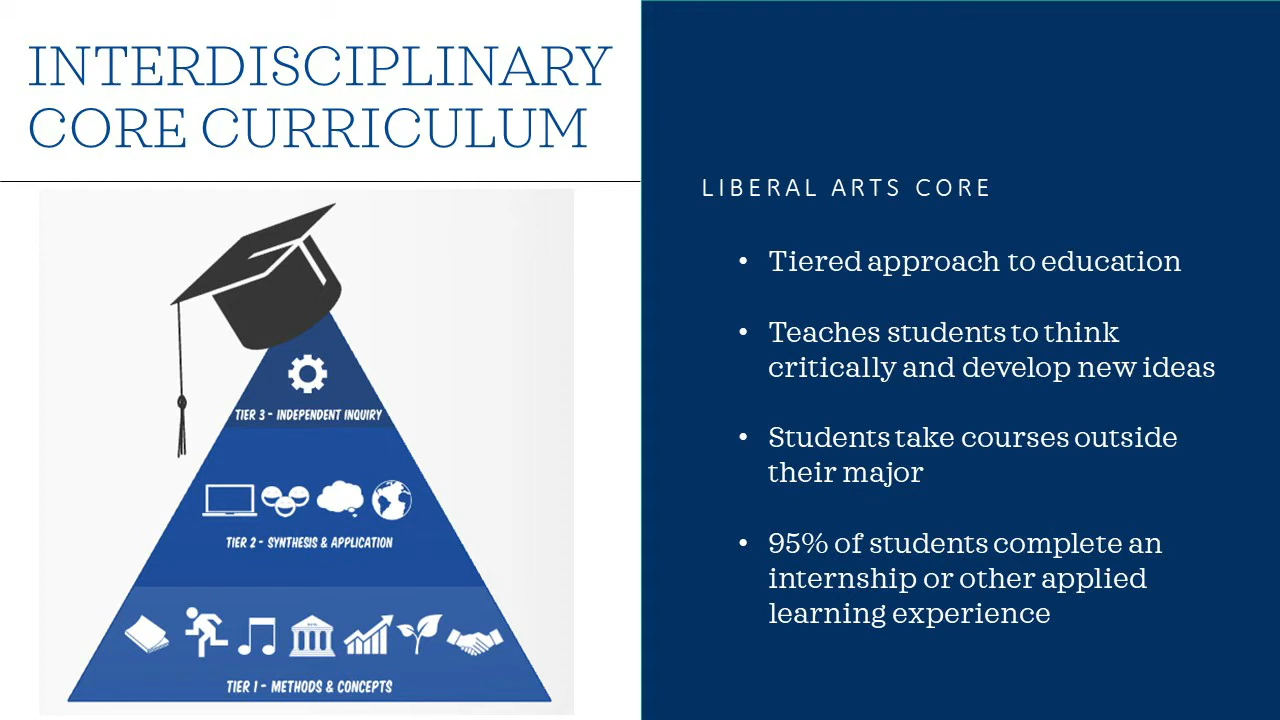 INTERDISCIPLINARY
CORE CURRICULUM
TIER 3 - INDEPENDENT INQUIRY
TIER 2 - SYNTHESIS & APPLICATION
TIER 1 - METHODS & CONCEPTS
LIBERAL ARTS CORE
• Tiered approach to education
• Teaches students to think
critically and develop new ideas
• Students take courses outside
their major
• 95% of students complete an
internship or other applied
learning experience